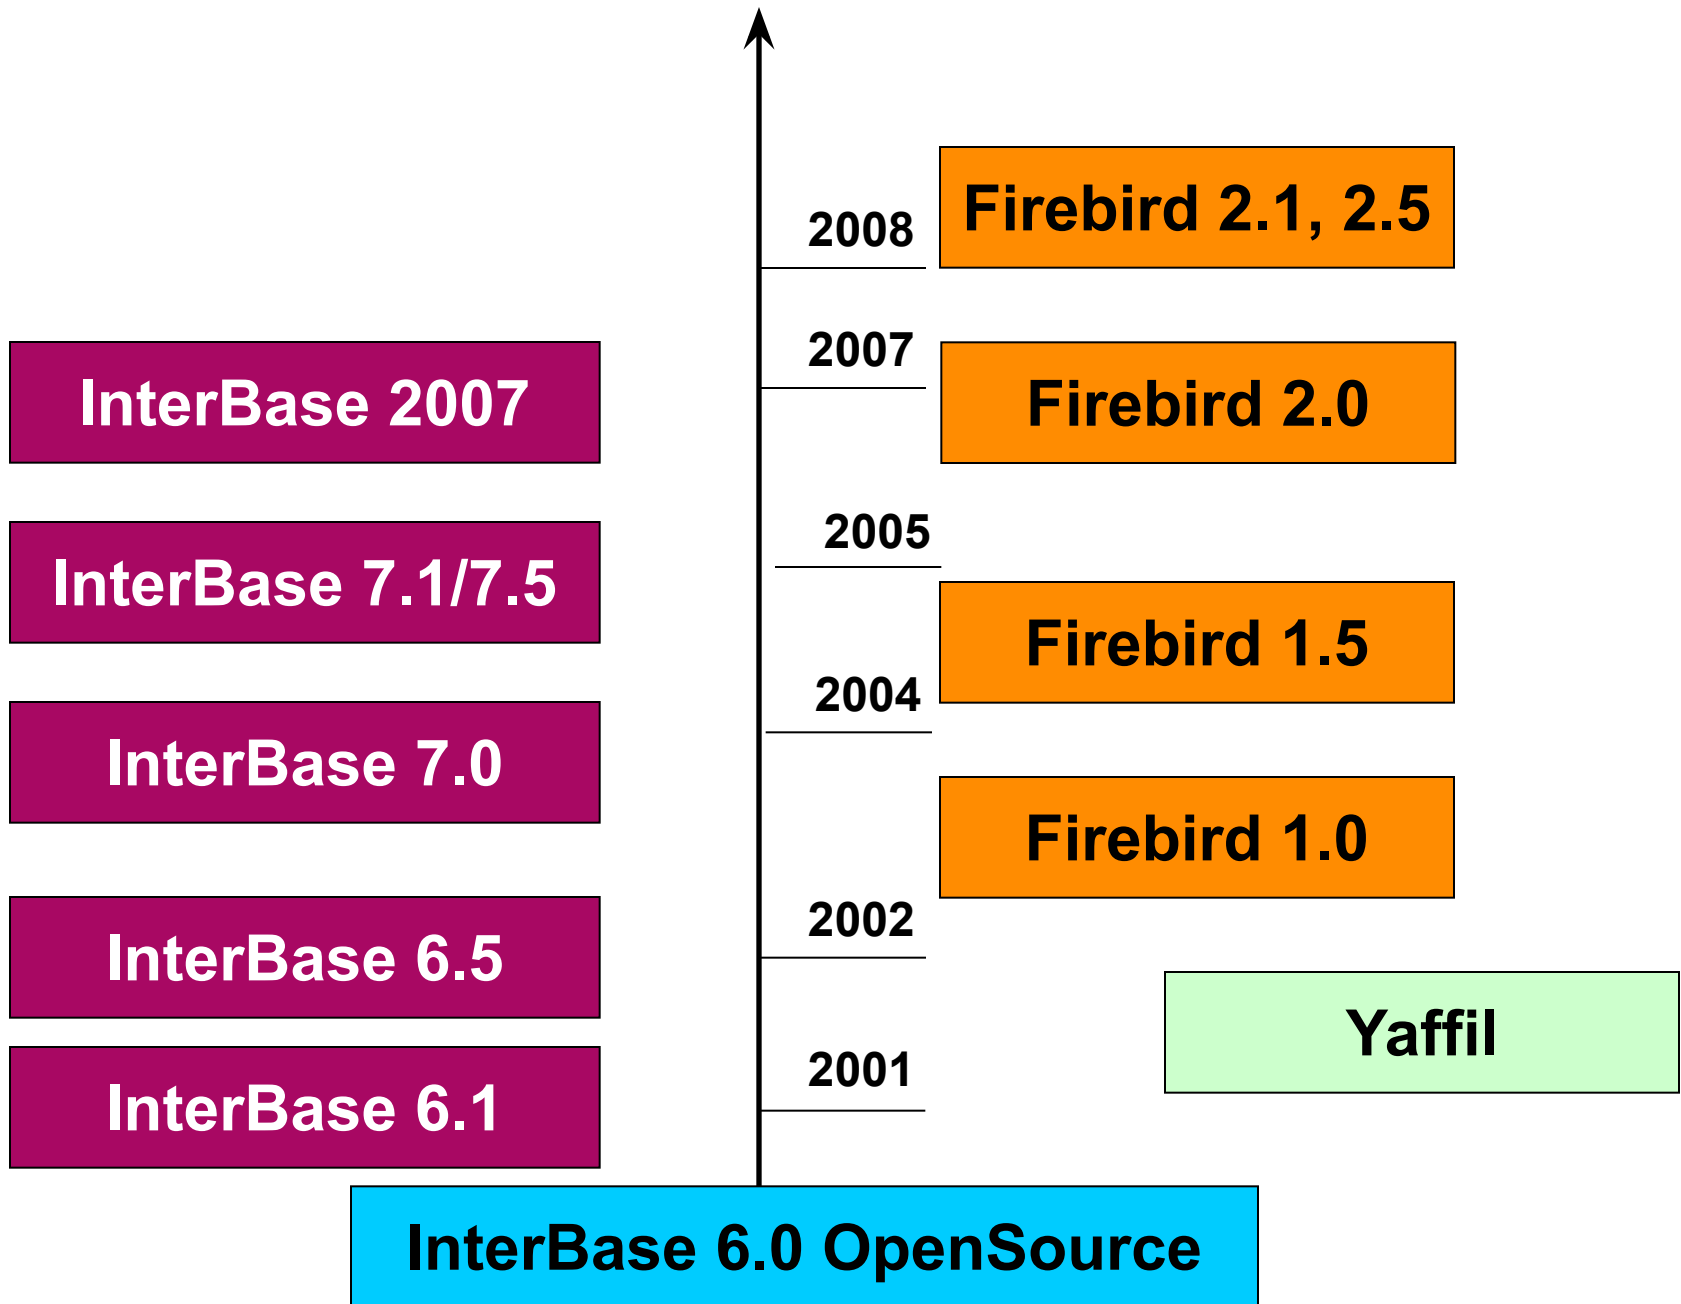 Firebird 2.1, 2.5
2008
2007
InterBase 2007
Firebird 2.0
2005
InterBase 7.1/7.5
Firebird 1.5
2004
InterBase 7.0
Firebird 1.0
2002
InterBase 6.5
Yaffil
2001
InterBase 6.1
InterBase 6.0 OpenSource